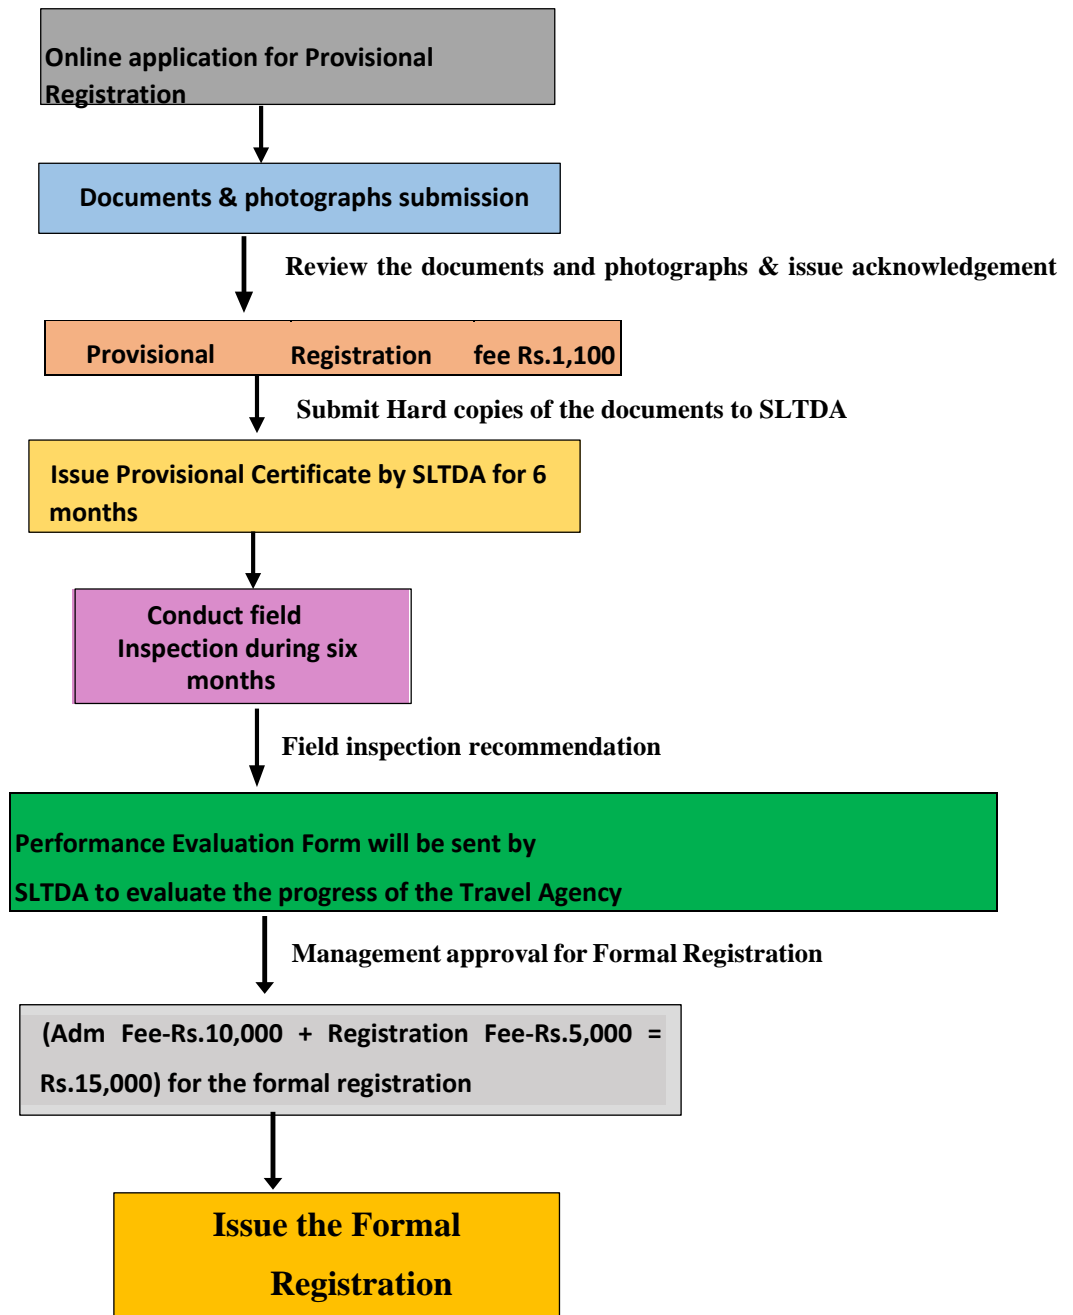 Online application for Provisional
Registration
Documents & photographs submission
Review the documents and photographs & issue acknowledgement
Provisional Registration fee Rs.1,100
Submit Hard copies of the documents to SLTDA
Issue Provisional Certificate by SLTDA for 6
months
Conduct field
Inspection during six
months
Field inspection recommendation
Performance Evaluation Form will be sent by
SLTDA to evaluate the progress of the Travel Agency
Management approval for Formal Registration
(Adm Fee-Rs.10,000 + Registration Fee-Rs.5,000 =
Rs.15,000) for the formal registration
Issue the Formal
Registration